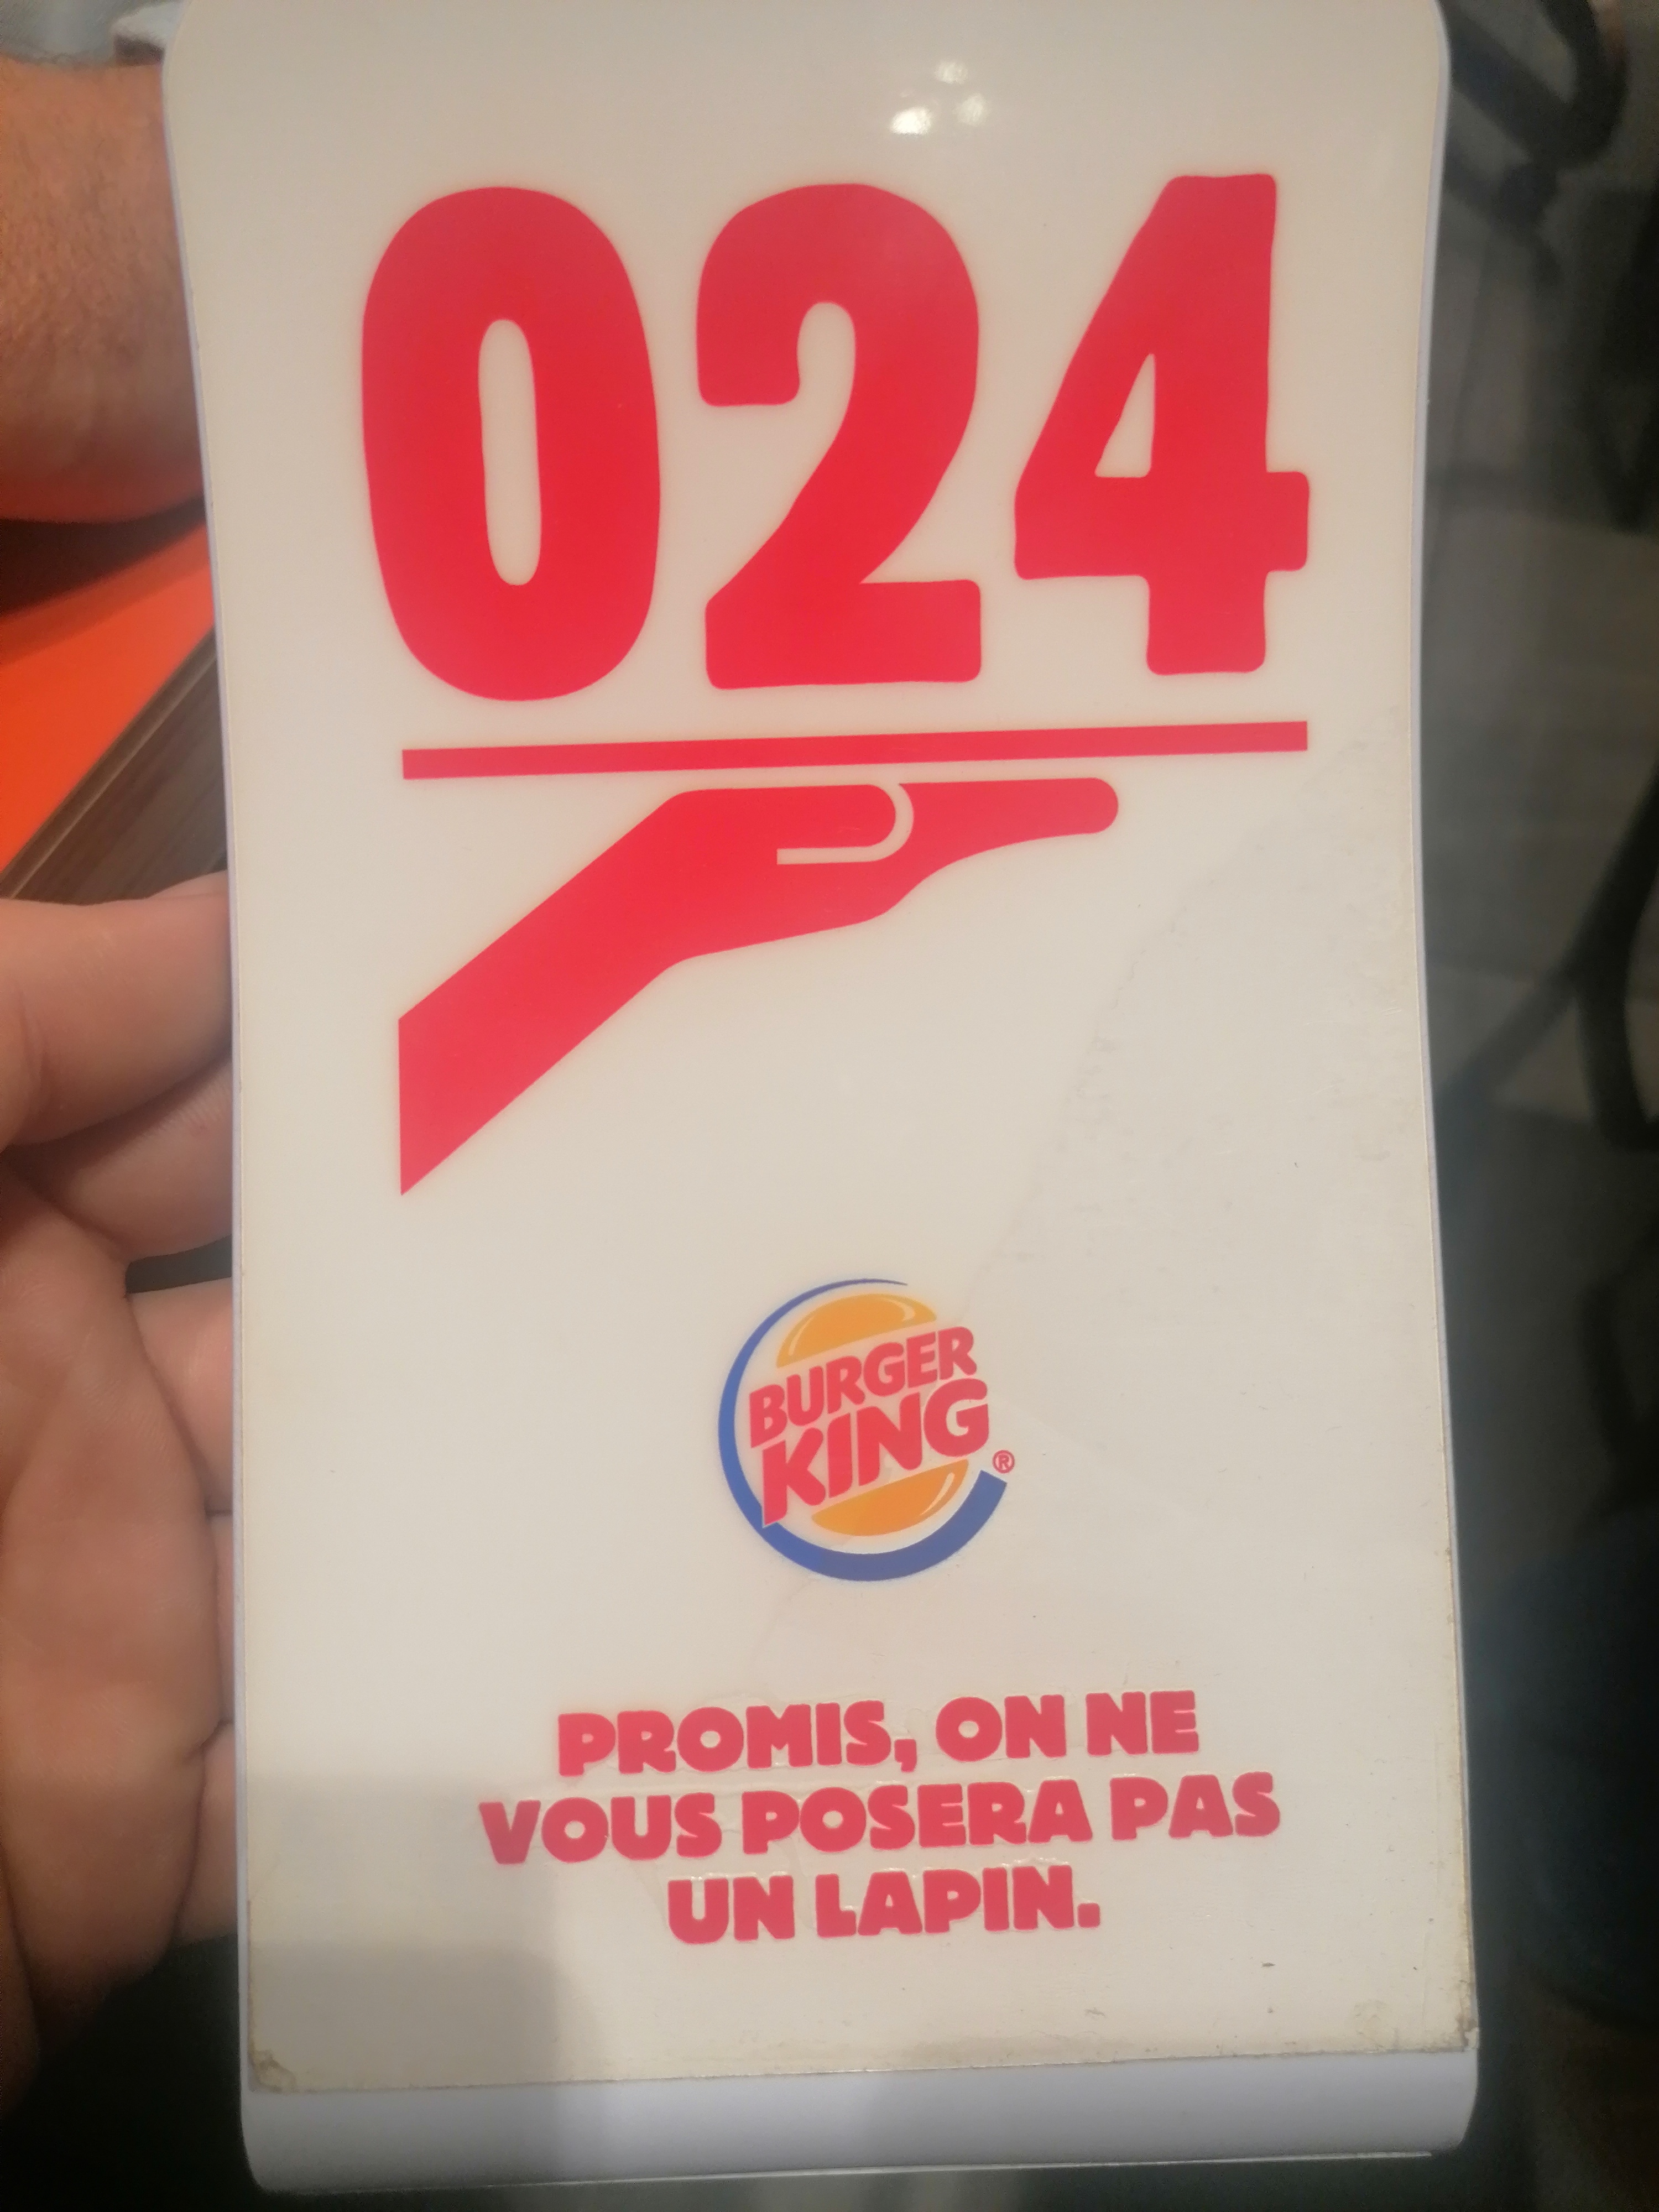 024
BURGER
KING®
PROMIS, ON NE
VOUS POSERA PAS
UN LAPIN.